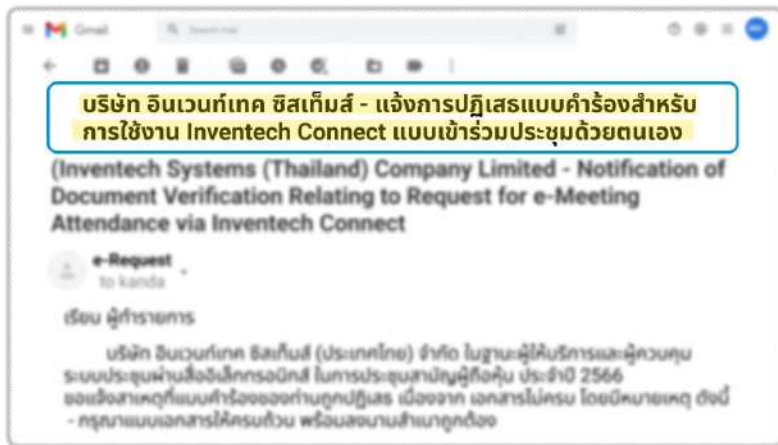 Gmail
Search mail
บริษัท อินเวนท์เทค ซิสเท็มส์ - แจ้งการปฏิเสธแบบคำร้องสำหรับ
การใช้งาน Inventech Connect แบบเข้าร่วมประชุมด้วยตนเอง
(Inventech Systems (Thailand) Company Limited - Notification of
Document Verification Relating to Request for e-Meeting
Attendance via Inventech Connect
e-Request
to kanda
เรียน ผู้ทำรายการ
บริษัท อินเวนท์เทค ซิสเท็มส์ (ประเทศไทย) จำกัด ในฐานะผู้ให้บริการและผู้ควบคุม
ระบบประชุมผ่านสื่ออิเล็กทรอนิกส์ ในการประชุมสามัญผู้ถือหุ้น ประจำปี 2566
ขอแจ้งสาเหตุที่แบบคำร้องของท่านถูกปฏิเสธ เนื่องจาก เอกสารไม่ครบ โดยมีหมายเหตุ ดังนี้
- กรุณาแนบเอกสารให้ครบถ้วน พร้อมลงนามสำเนาถูกต้อง